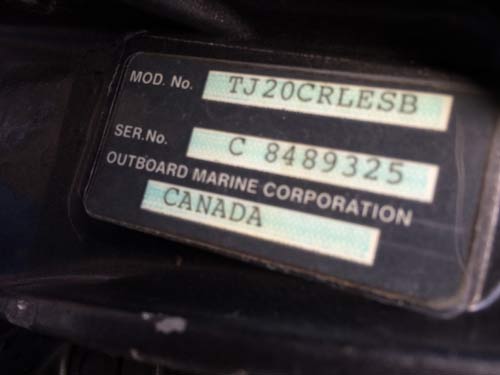 MOD. No. TJ20CRLESB
SER.No. C 8489325
OUTBOARD MARINE CORPORATION
CANADA